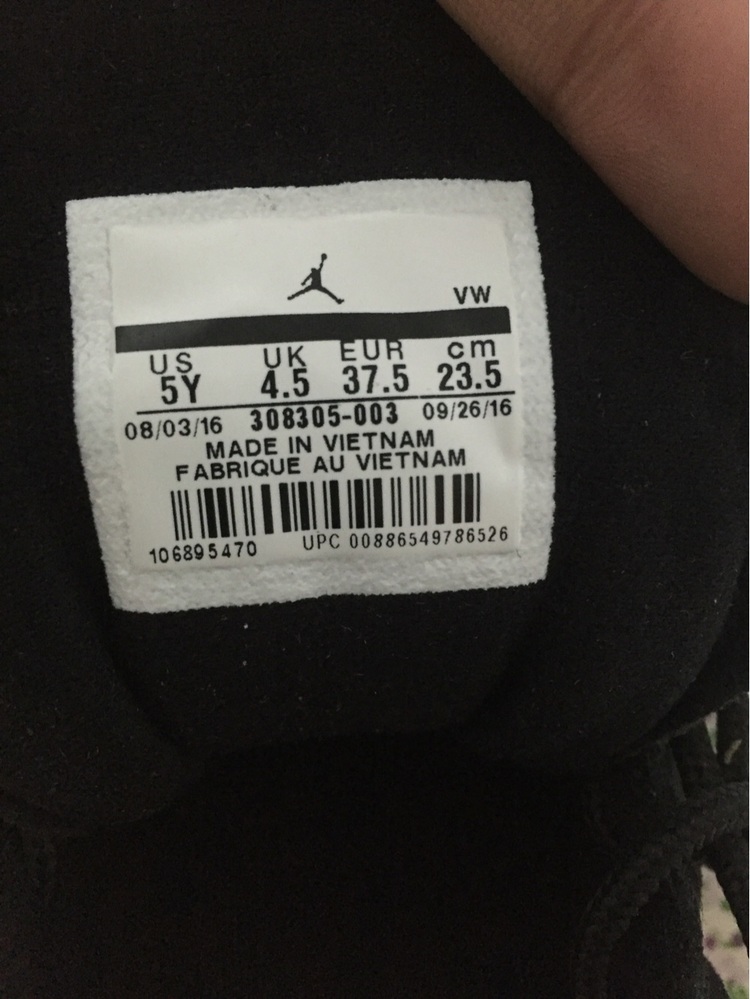 VW
US UK EUR cm
5Y 4.5 37.5 23.5
08/03/16 308305-003 09/26/16
MADE IN VIETNAM
FABRIQUE AU VIETNAM
106895470 UPC 00886549786526